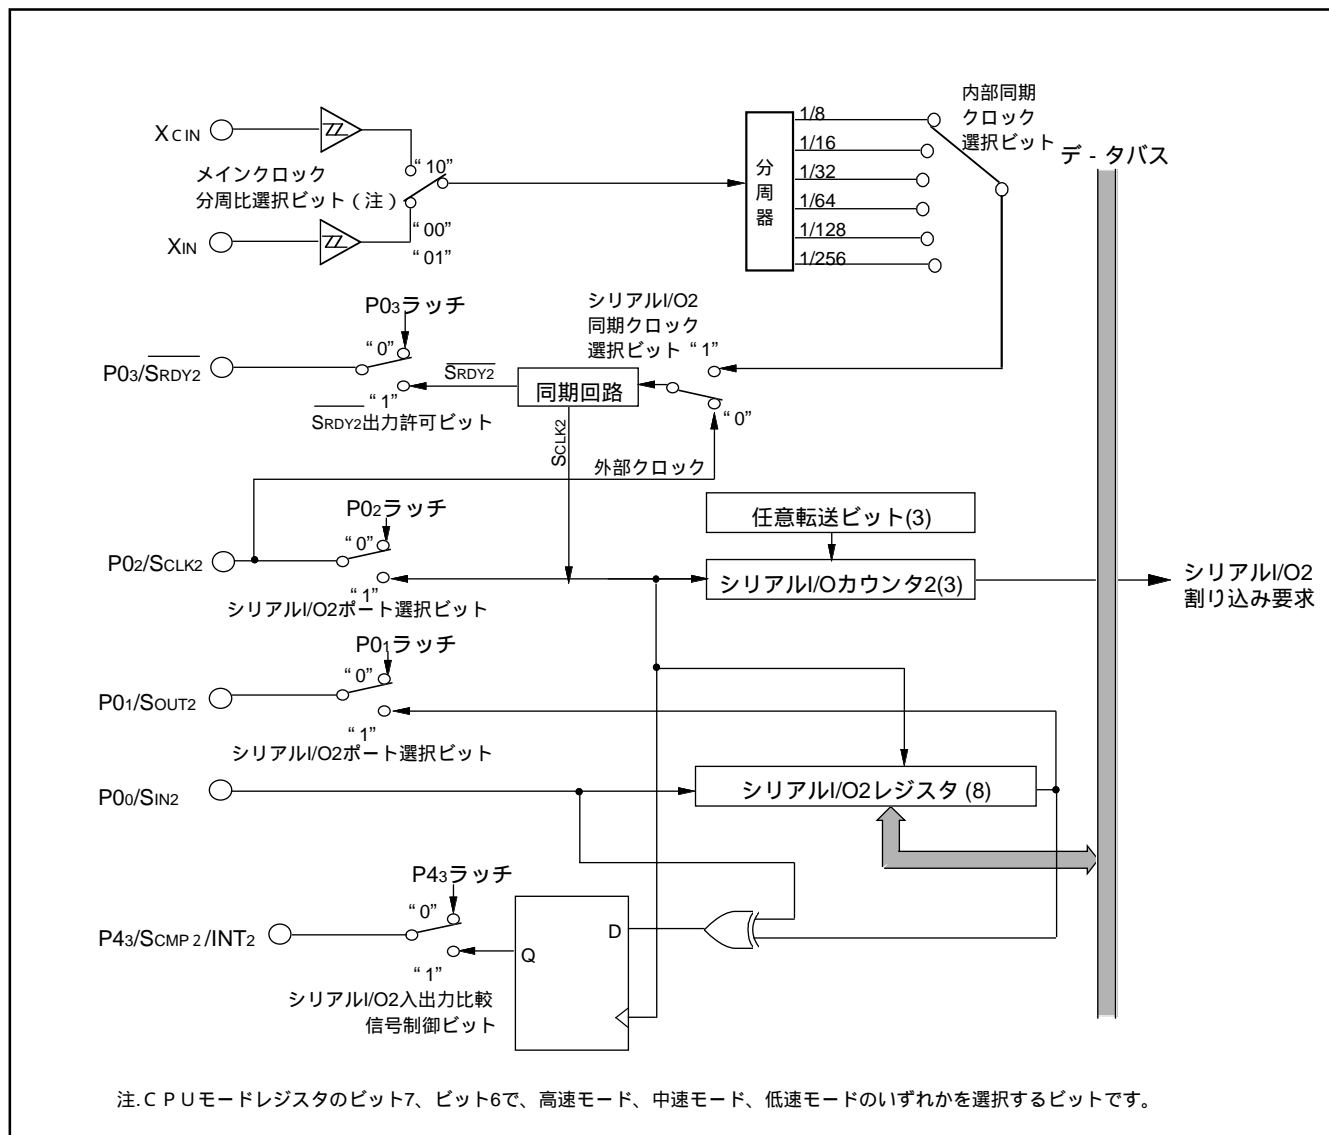 XCIN
メインクロック
分周比選択ビット（注）
“10”
“00”
“01”
XIN
分周器
1/8
1/16
1/32
1/64
1/128
1/256
内部同期
クロック
選択ビット
デ-タバス
P03ラッチ
“0”
P03/SRDY2
“1”
SRDY2出力許可ビット
SRDY2
同期回路
シリアルI/O2
同期クロック
選択ビット “1”
“0”
SCLK2
外部クロック
P02ラッチ
“0”
P02/SCLK2
“1”
シリアルI/O2ポート選択ビット
任意転送ビット(3)
シリアルI/Oカウンタ2(3)
シリアルI/O2
割り込み要求
P01ラッチ
“0”
P01/SOUT2
“1”
シリアルI/O2ポート選択ビット
P00/SIN2
シリアルI/O2レジスタ (8)
P43ラッチ
“0”
P43/SCMP2/INT2
“1”
シリアルI/O2入出力比較
信号制御ビット
Q
D
注.ＣＰＵモードレジスタのビット7、ビット6で、高速モード、中速モード、低速モードのいずれかを選択するビットです。